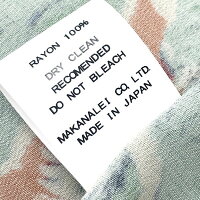 RAYON 100%
DRY CLEAN
RECOMENDED
DO NOT BLEACH
MAKANALEI CO.LTD.
MADE IN JAPAN